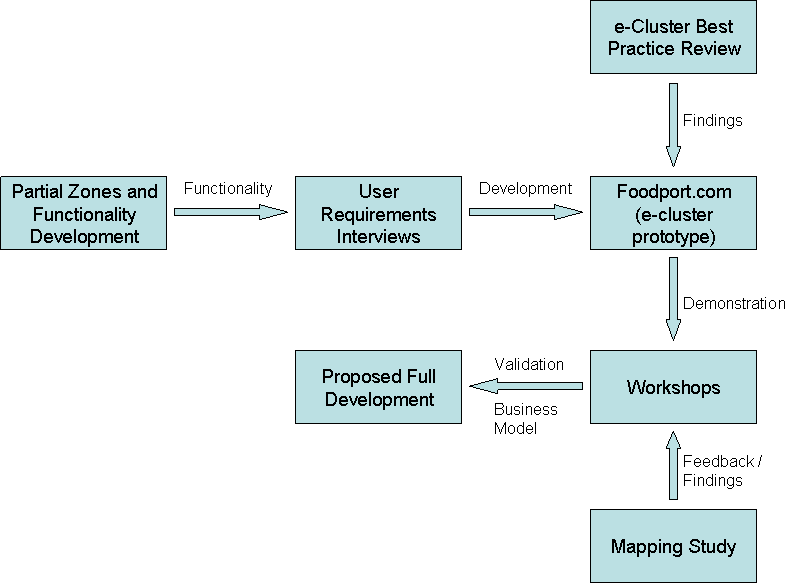 e-Cluster Best
Practice Review
Findings
Partial Zones and
Functionality
Development
Functionality
User
Requirements
Interviews
Development
Foodport.com
(e-cluster
prototype)
Demonstration
Proposed Full
Development
Validation
Business
Model
Workshops
Feedback /
Findings
Mapping Study